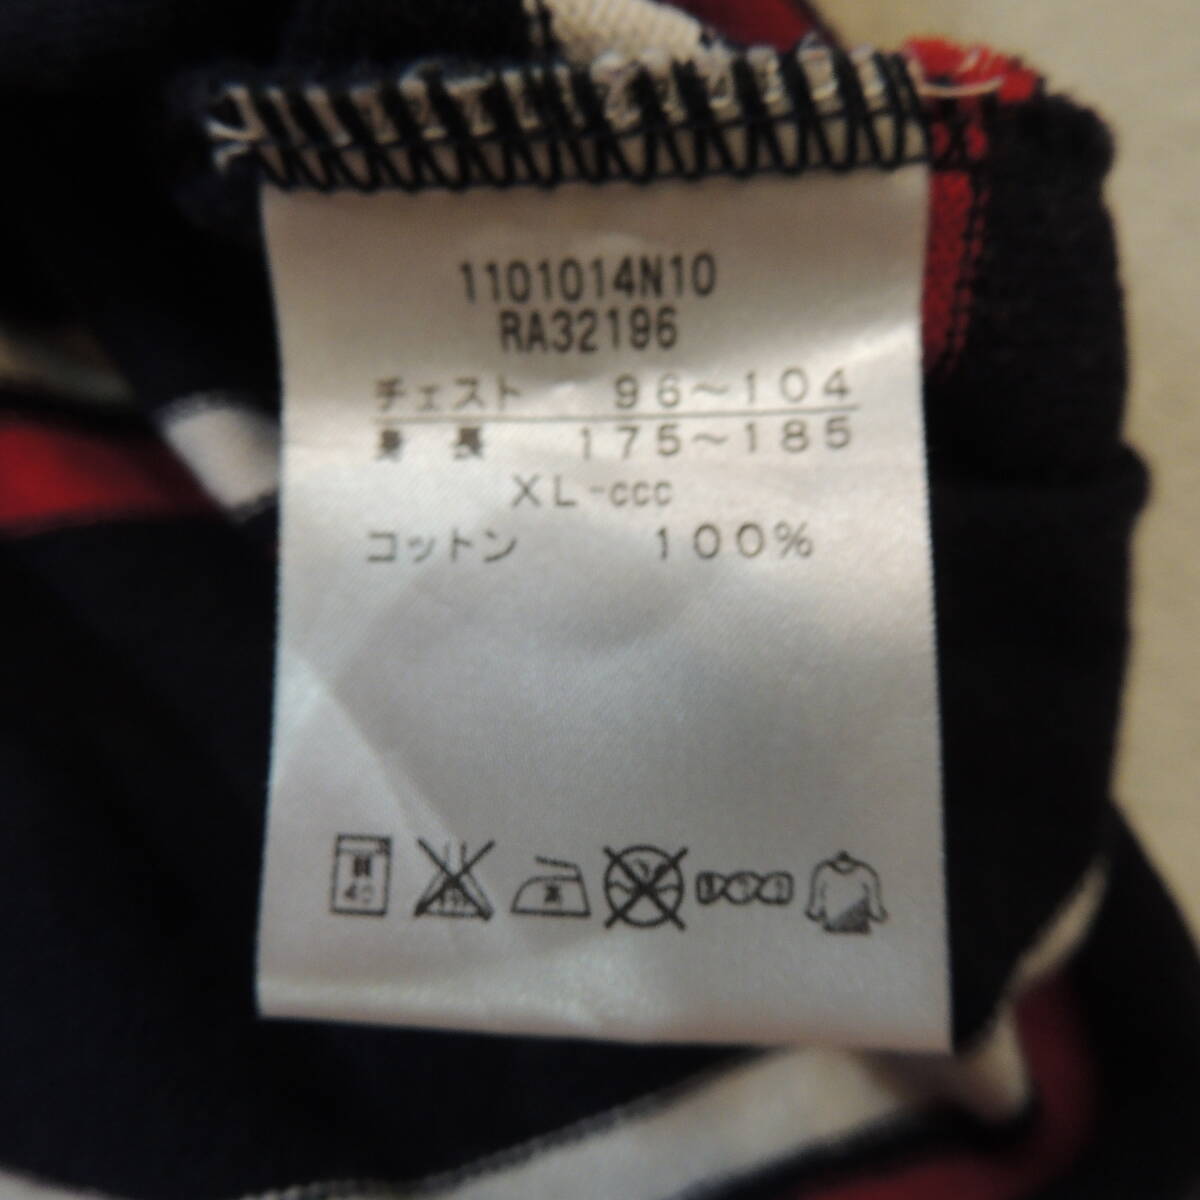 1101014N10
RA32196
チェスト 96~104
身長 175~185
XL-ccc
コットン 100%
40